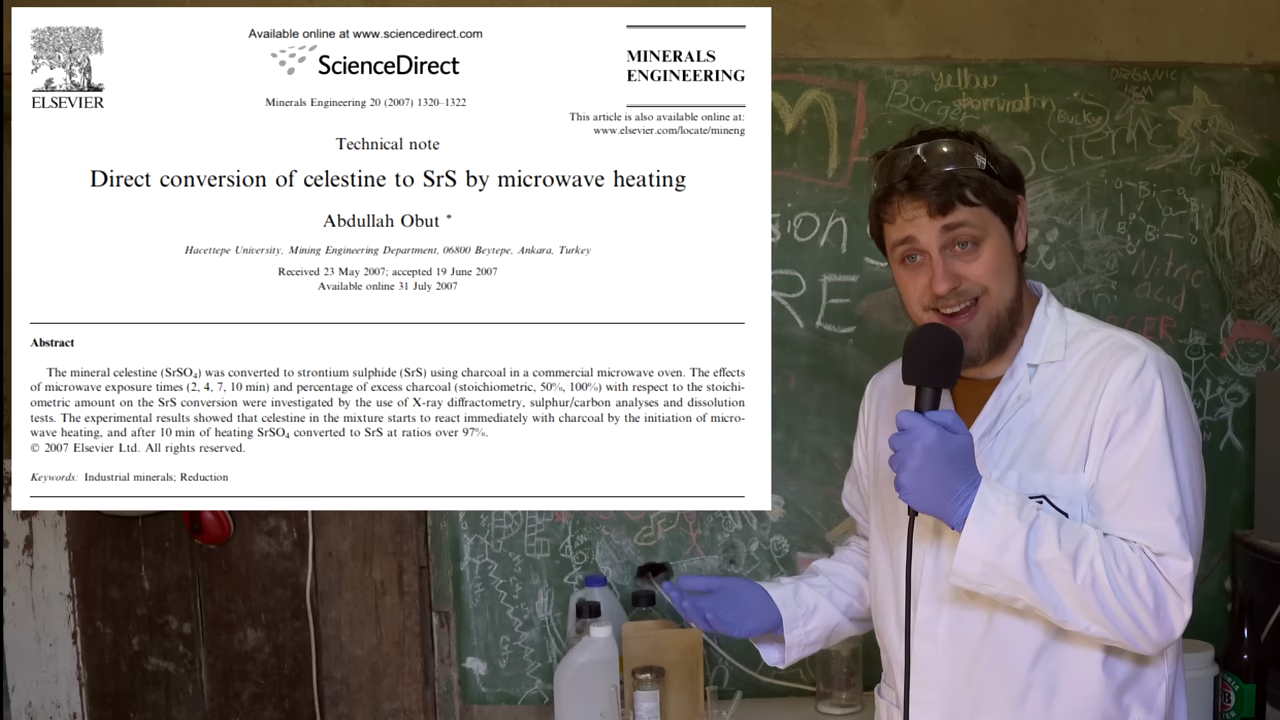 Available online at www.sciencedirect.com
ScienceDirect
ELSEVIER
MINERALS
ENGINEERING
Minerals Engineering 20 (2007) 1320–1322
This article is also available online at:
www.elsevier.com/locate/mineng
Technical note
Direct conversion of celestine to SrS by microwave heating
Abdullah Obut *
Hacettepe University, Mining Engineering Department, 06800 Beytepe, Ankara, Turkey
Received 23 May 2007; accepted 19 June 2007
Available online 31 July 2007
Abstract
The mineral celestine (SrSO₄) was converted to strontium sulphide (SrS) using charcoal in a commercial microwave oven. The effects
of microwave exposure times (2, 4, 7, 10 min) and percentage of excess charcoal (stoichiometric, 50%, 100%) with respect to the stoichi-
ometric amount on the SrS conversion were investigated by the use of X-ray diffractometry, sulphur/carbon analyses and dissolution
tests. The experimental results showed that celestine in the mixture starts to react immediately with charcoal by the initiation of micro-
wave heating, and after 10 min of heating SrSO₄ converted to SrS at ratios over 97%.
© 2007 Elsevier Ltd. All rights reserved.
Keywords: Industrial minerals; Reduction
yellow
ORGANIC
Borger
(Bucky)
sion
RE
Nitric
acid